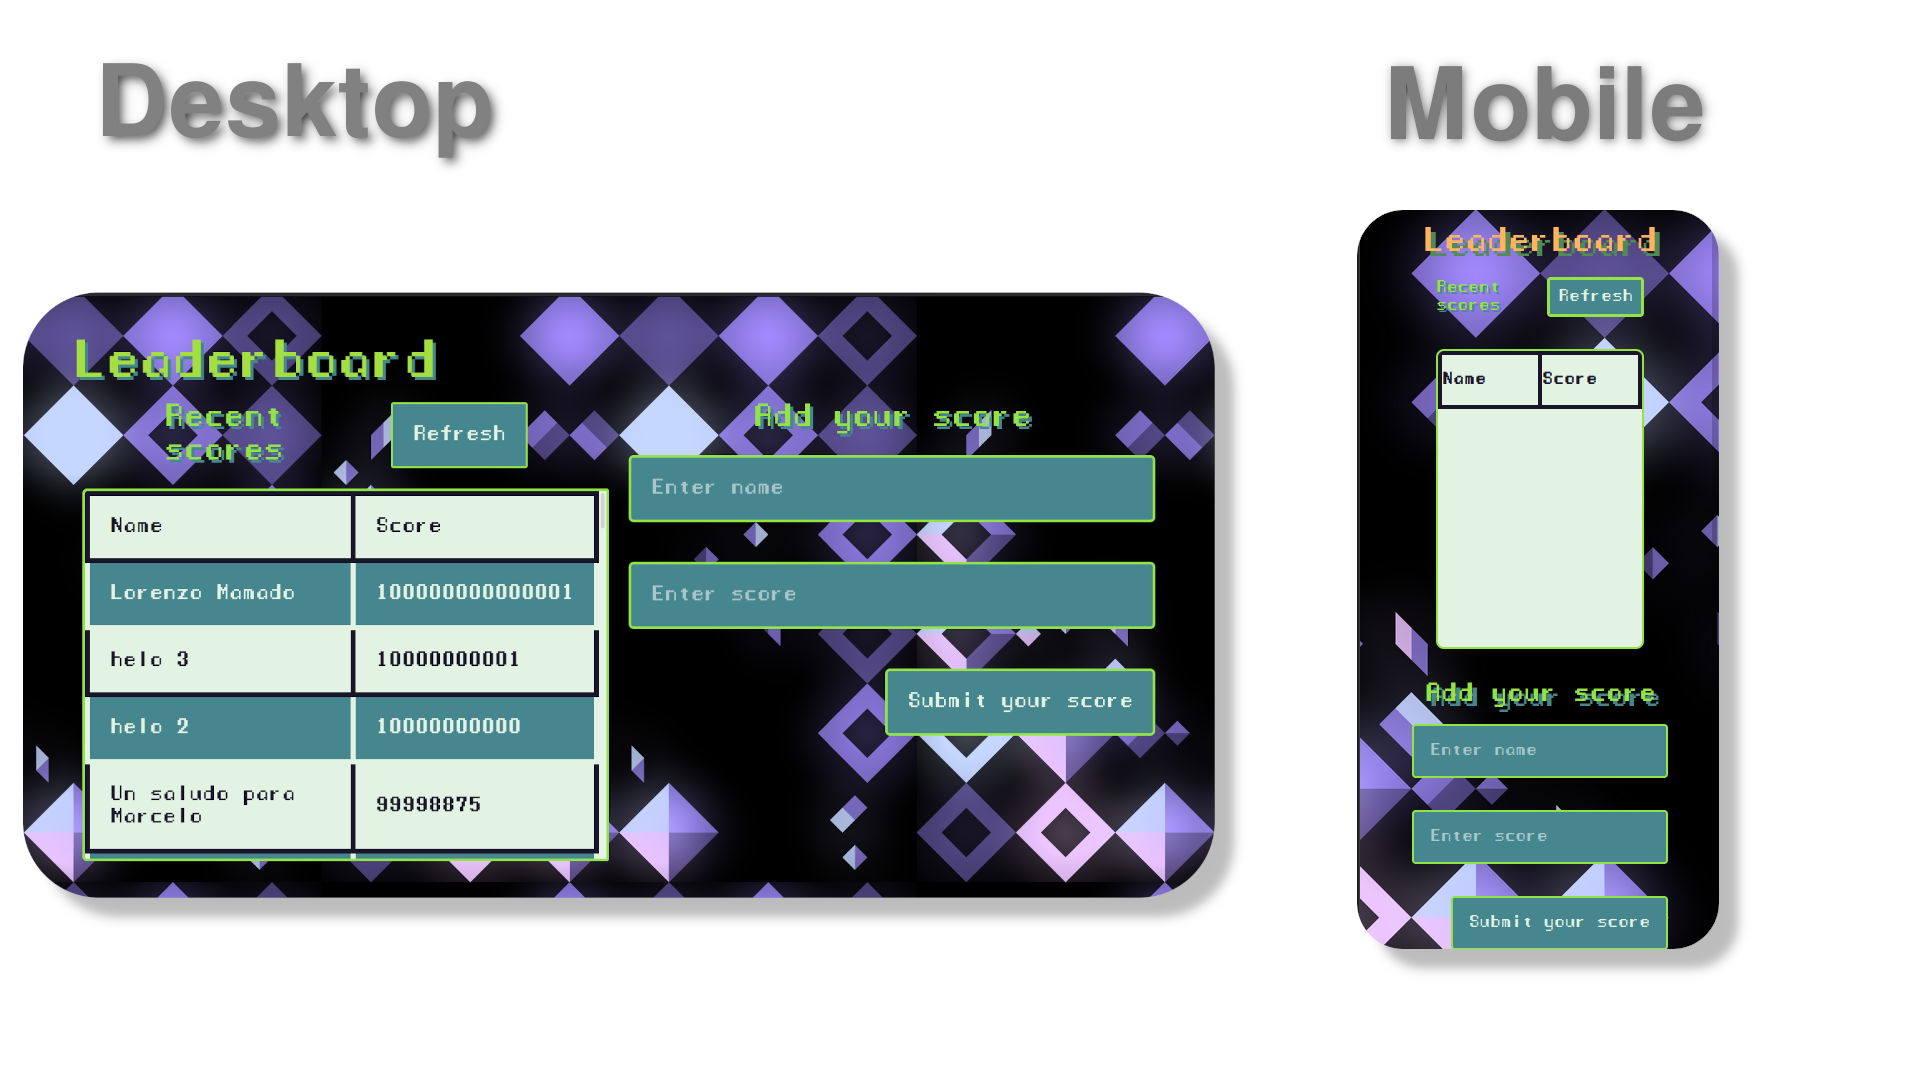 Desktop
Leaderboard
Recent
scores
Refresh
Name Score
Lorenzo Mamado 100000000000001
helo 3 10000000001
helo 2 10000000000
Un saludo para
Marcelo
99998875
Add your score
Enter name
Enter score
Submit your score
Mobile
Leaderboard
Recent
scores
Refresh
Name Score
Add your score
Enter name
Enter score
Submit your score